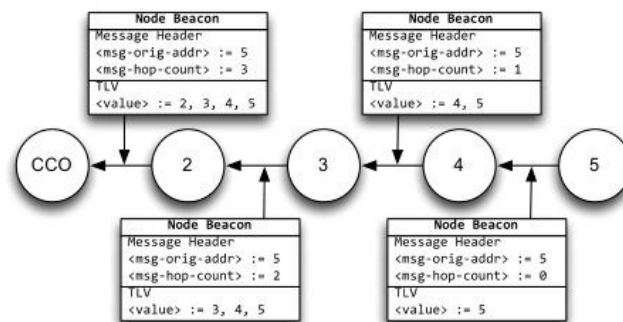 Node Beacon
Message Header
<msg-orig-addr> := 5
<msg-hop-count> := 3
TLV
<value> := 2, 3, 4, 5
Node Beacon
Message Header
<msg-orig-addr> := 5
<msg-hop-count> := 1
TLV
<value> := 4, 5
CCO
2
3
4
5
Node Beacon
Message Header
<msg-orig-addr> := 5
<msg-hop-count> := 2
TLV
<value> := 3, 4, 5
Node Beacon
Message Header
<msg-orig-addr> := 5
<msg-hop-count> := 0
TLV
<value> := 5